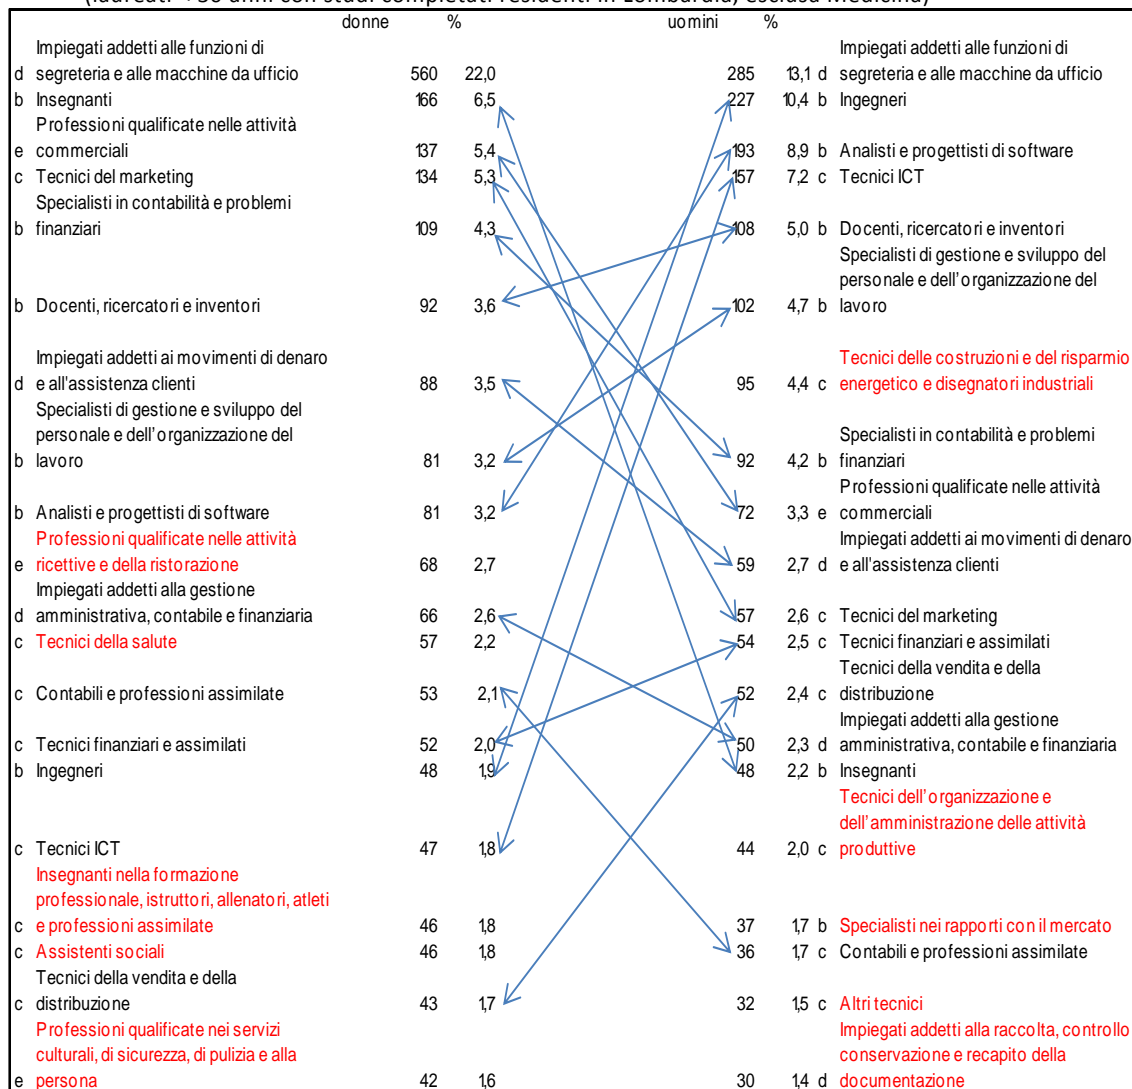 (laureati <30 anni con studi completati residenti in Lombardia, esclusa Medicina)
donne % uomini %
Impiegati addetti alle funzioni di Impiegati addetti alle funzioni di
d segreteria e alle macchine da ufficio 560 22,0 285 13,1 d segreteria e alle macchine da ufficio
b Insegnanti 166 6,5 227 10,4 b Ingegneri
Professioni qualificate nelle attività
e commerciali 137 5,4 193 8,9 b Analisti e progettisti di software
c Tecnici del marketing 134 5,3 157 7,2 c Tecnici ICT
Specialisti in contabilità e problemi
b finanziari 109 4,3 108 5,0 b Docenti, ricercatori e inventori
Specialisti di gestione e sviluppo del
personale e dell'organizzazione del
b Docenti, ricercatori e inventori 92 3,6 102 4,7 b lavoro
Impiegati addetti ai movimenti di denaro Tecnici delle costruzioni e del risparmio
d e all'assistenza clienti 88 3,5 95 4,4 c energetico e disegnatori industriali
Specialisti di gestione e sviluppo del
personale e dell'organizzazione del Specialisti in contabilità e problemi
b lavoro 81 3,2 92 4,2 b finanziari
Professioni qualificate nelle attività
b Analisti e progettisti di software 81 3,2 72 3,3 e commerciali
Professioni qualificate nelle attività Impiegati addetti ai movimenti di denaro
e ricettive e della ristorazione 68 2,7 59 2,7 d e all'assistenza clienti
Impiegati addetti alla gestione
d amministrativa, contabile e finanziaria 66 2,6 57 2,6 c Tecnici del marketing
c Tecnici della salute 57 2,2 54 2,5 c Tecnici finanziari e assimilati
Tecnici della vendita e della
c Contabili e professioni assimilate 53 2,1 52 2,4 c distribuzione
Impiegati addetti alla gestione
c Tecnici finanziari e assimilati 52 2,0 50 2,3 d amministrativa, contabile e finanziaria
b Ingegneri 48 1,9 48 2,2 b Insegnanti
Tecnici dell'organizzazione e
dell'amministrazione delle attività
c Tecnici ICT 47 1,8 44 2,0 c produttive
Insegnanti nella formazione
professionale, istruttori, allenatori, atleti
c e professioni assimilate 46 1,8 37 1,7 b Specialisti nei rapporti con il mercato
c Assistenti sociali 46 1,8 36 1,7 c Contabili e professioni assimilate
Tecnici della vendita e della
c distribuzione 43 1,7 32 1,5 c Altri tecnici
Professioni qualificate nei servizi Impiegati addetti alla raccolta, controllo
culturali, di sicurezza, di pulizia e alla conservazione e recapito della
e persona 42 1,6 30 1,4 d documentazione